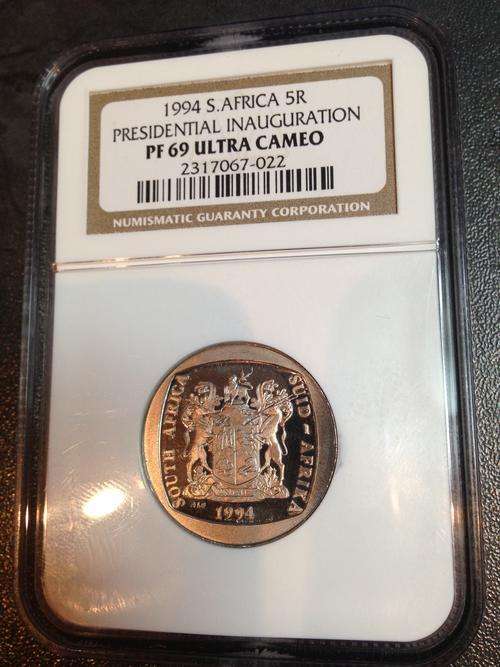 1994 S.AFRICA 5R
PRESIDENTIAL INAUGURATION
PF 69 ULTRA CAMEO
2317067-022
NUMISMATIC GUARANTY CORPORATION
SOUTH AFRICA
SUID-AFRIKA
1994